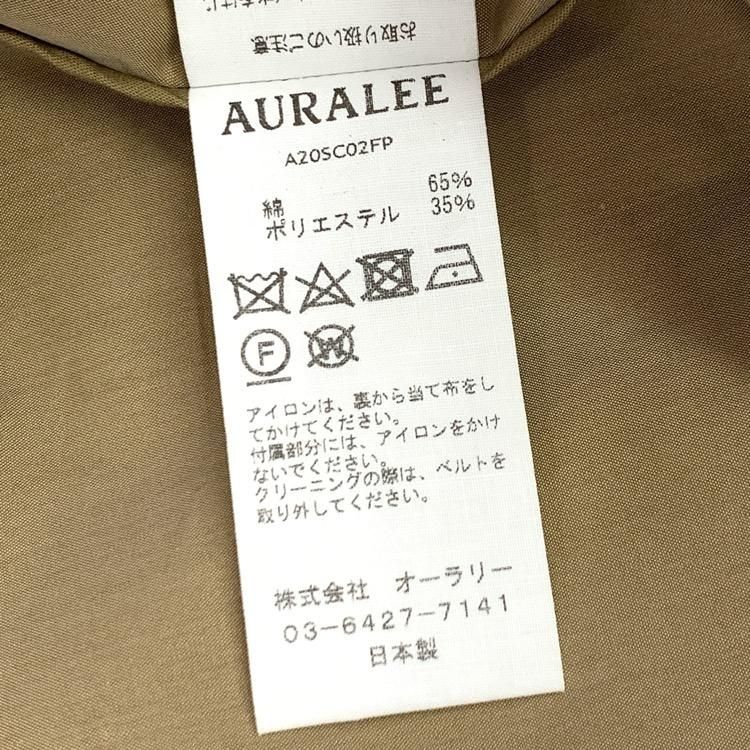 お取り扱いのご注意
AURALEE
A20SC02FP
綿 65%
ポリエステル 35%
F
W
アイロンは、裏から当て布をし
てかけてください。
付属部分には、アイロンをかけ
ないでください。
クリーニングの際は、ベルトを
取り外してください。
株式会社 オーラリー
03-6427-7141
日本製